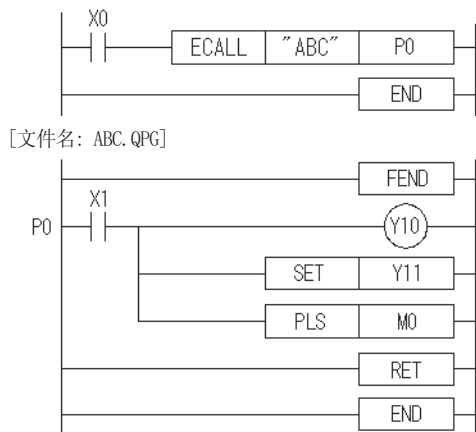 X0
ECALL "ABC" P0
END
[文件名: ABC.QPG]
FEND
X1
P0 Y10
SET Y11
PLS M0
RET
END